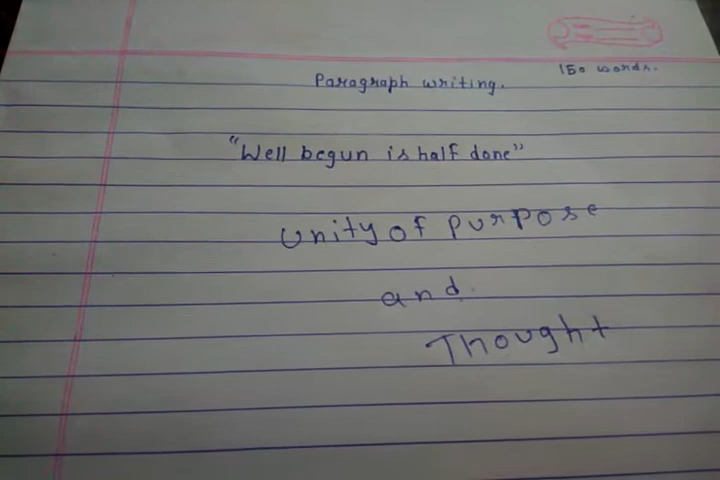 150 words.
Paragraph writing.
"Well begun is half done"
Unity of Purpose
and
Thought